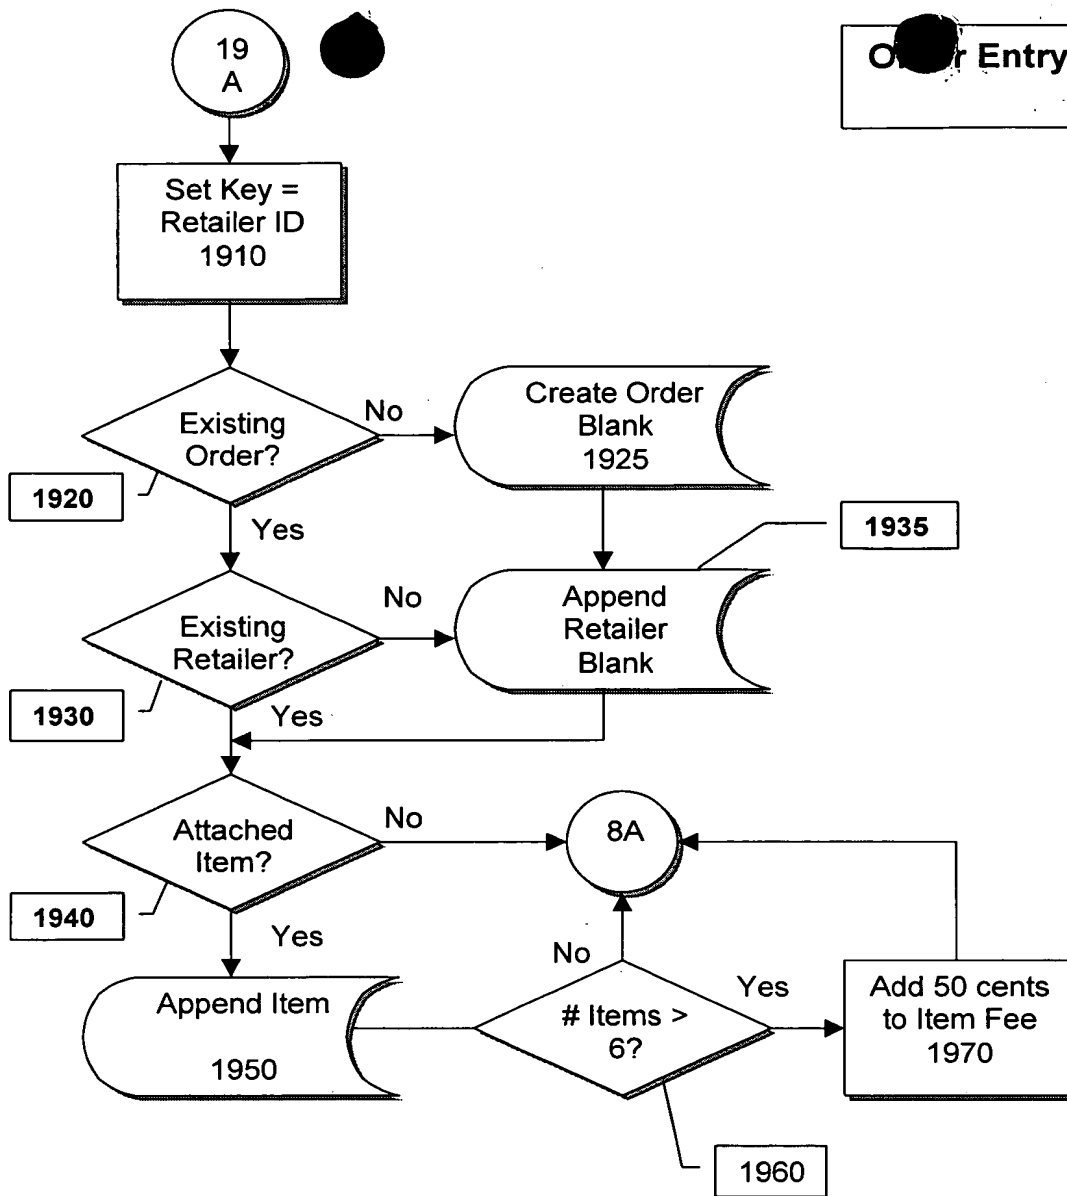 19
A
Entry
Set Key =
Retailer ID
1910
Existing
Order?
No
Create Order
Blank
1925
1920
Yes
1935
Existing
Retailer?
No
Append
Retailer
Blank
1930
Yes
Attached
Item?
No
8A
1940
Yes
No
Append Item
1950
# Items >
6?
Yes
Add 50 cents
to Item Fee
1970
1960